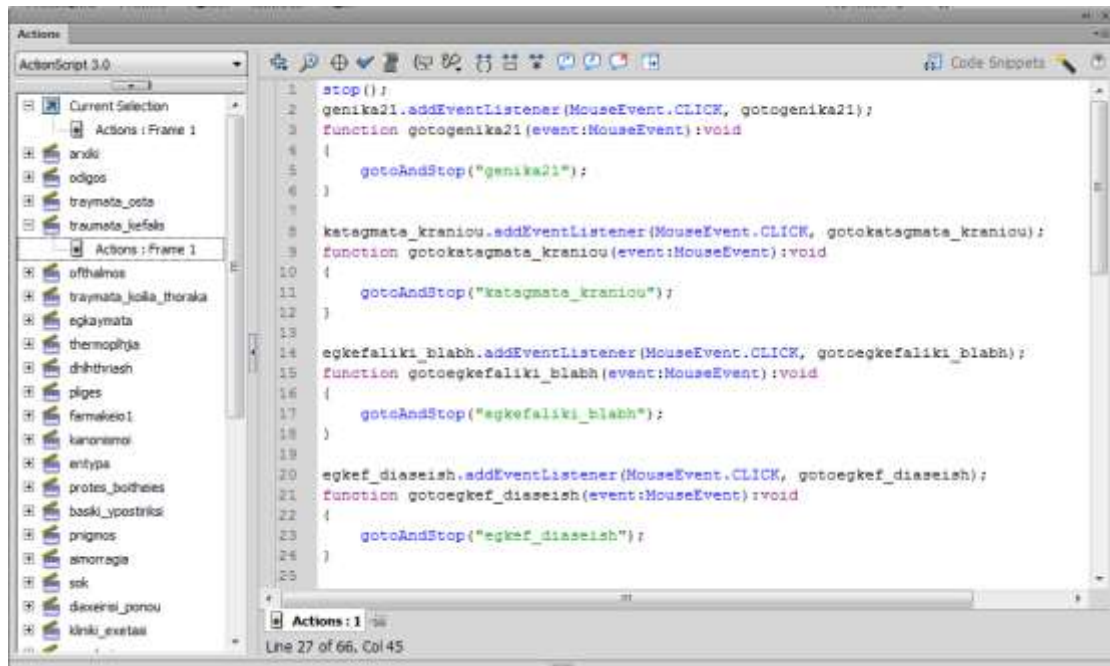 Actions
ActionScript 3.0
Code Snippets
Current Selection
Actions : Frame 1
arxiki
odigos
traymata_osta
traumata_kefalis
Actions : Frame 1
ofthalmos
traymata_koilia_thoraka
egkaymata
thermoplhjia
dhlhthriash
pliges
farmakeio1
kanonismoi
entypa
protes_boitheies
basiki_ypostiriksi
pnigmos
aimorragia
sok
diaxeirisi_ponou
kliniki_exetasi
1 stop();
2 genika21.addEventListener(MouseEvent.CLICK, gotogenika21);
3 function gotogenika21(event:MouseEvent):void
4 {
5 gotoAndStop("genika21");
6 }
7
8 katagmata_kraniou.addEventListener(MouseEvent.CLICK, gotokatagmata_kraniou);
9 function gotokatagmata_kraniou(event:MouseEvent):void
10 {
11 gotoAndStop("katagmata_kraniou");
12 }
13
14 egkefaliki_blabh.addEventListener(MouseEvent.CLICK, gotoegkefaliki_blabh);
15 function gotoegkefaliki_blabh(event:MouseEvent):void
16 {
17 gotoAndStop("egkefaliki_blabh");
18 }
19
20 egkef_diaseish.addEventListener(MouseEvent.CLICK, gotoegkef_diaseish);
21 function gotoegkef_diaseish(event:MouseEvent):void
22 {
23 gotoAndStop("egkef_diaseish");
24 }
25
Actions : 1
Line 27 of 66, Col 45